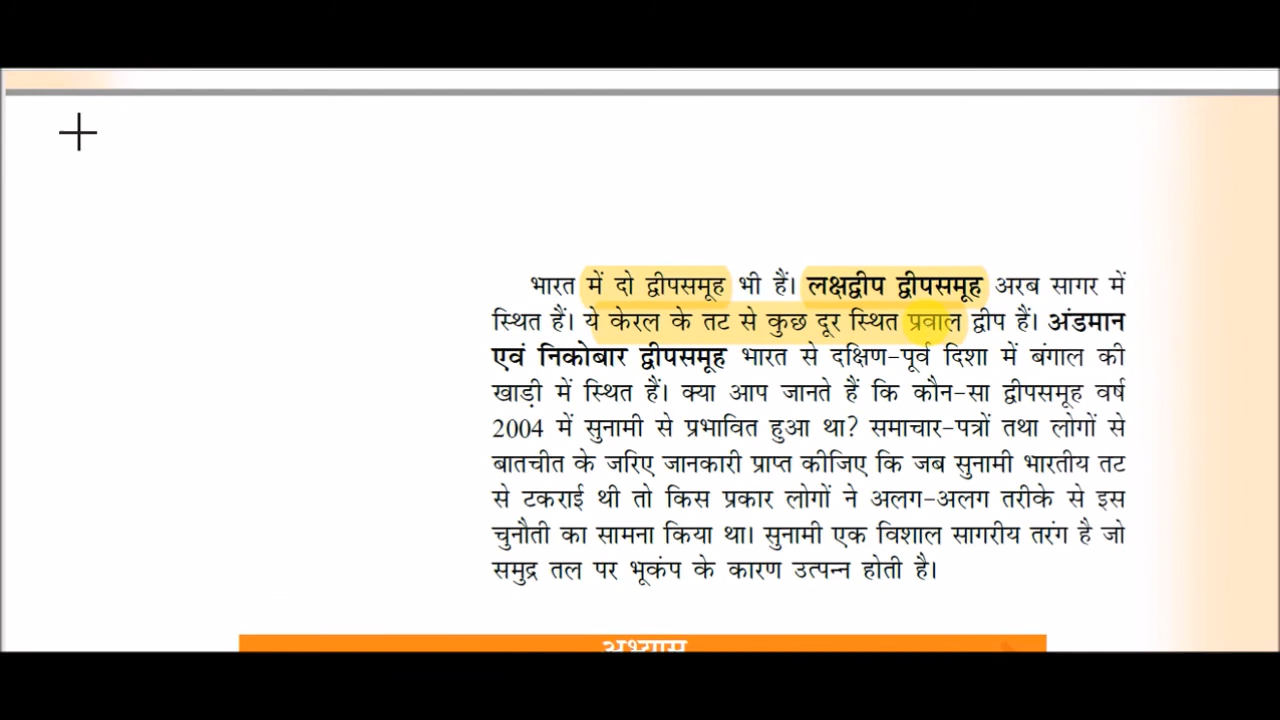 भारत में दो द्वीपसमूह भी हैं। लक्षद्वीप द्वीपसमूह अरब सागर में
स्थित हैं। ये केरल के तट से कुछ दूर स्थित प्रवाल द्वीप हैं। अंडमान
एवं निकोबार द्वीपसमूह भारत से दक्षिण-पूर्व दिशा में बंगाल की
खाड़ी में स्थित हैं। क्या आप जानते हैं कि कौन-सा द्वीपसमूह वर्ष
2004 में सुनामी से प्रभावित हुआ था? समाचार-पत्रों तथा लोगों से
बातचीत के जरिए जानकारी प्राप्त कीजिए कि जब सुनामी भारतीय तट
से टकराई थी तो किस प्रकार लोगों ने अलग-अलग तरीके से इस
चुनौती का सामना किया था। सुनामी एक विशाल सागरीय तरंग है जो
समुद्र तल पर भूकंप के कारण उत्पन्न होती है।
अभ्यास